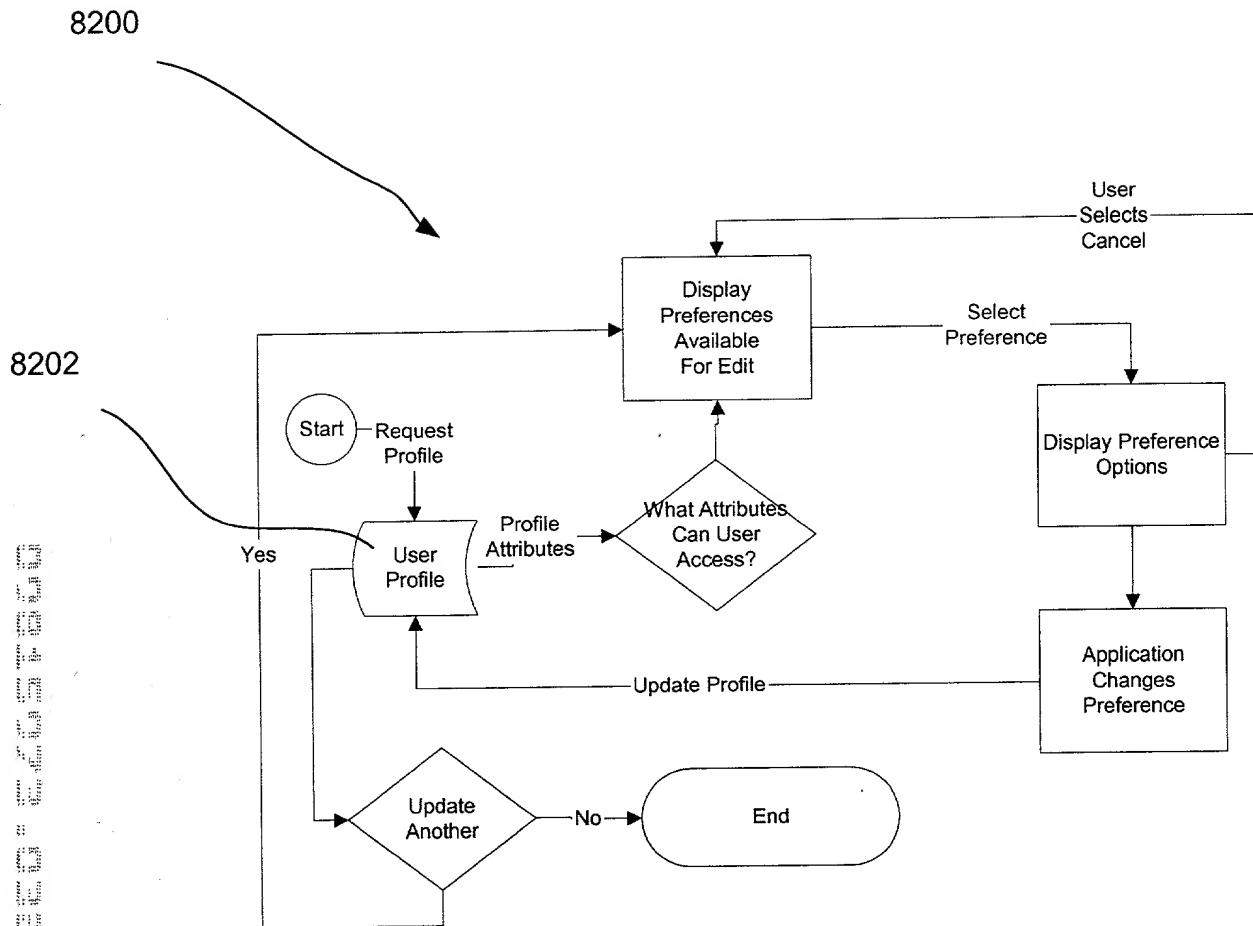 8200
User
Selects
Cancel
Display
Preferences
Available
For Edit
Select
Preference
8202
Start
Request
Profile
Display Preference
Options
What Attributes
Can User
Access?
Profile
Attributes
User
Profile
Yes
Application
Changes
Preference
Update Profile
Update
Another
No
End